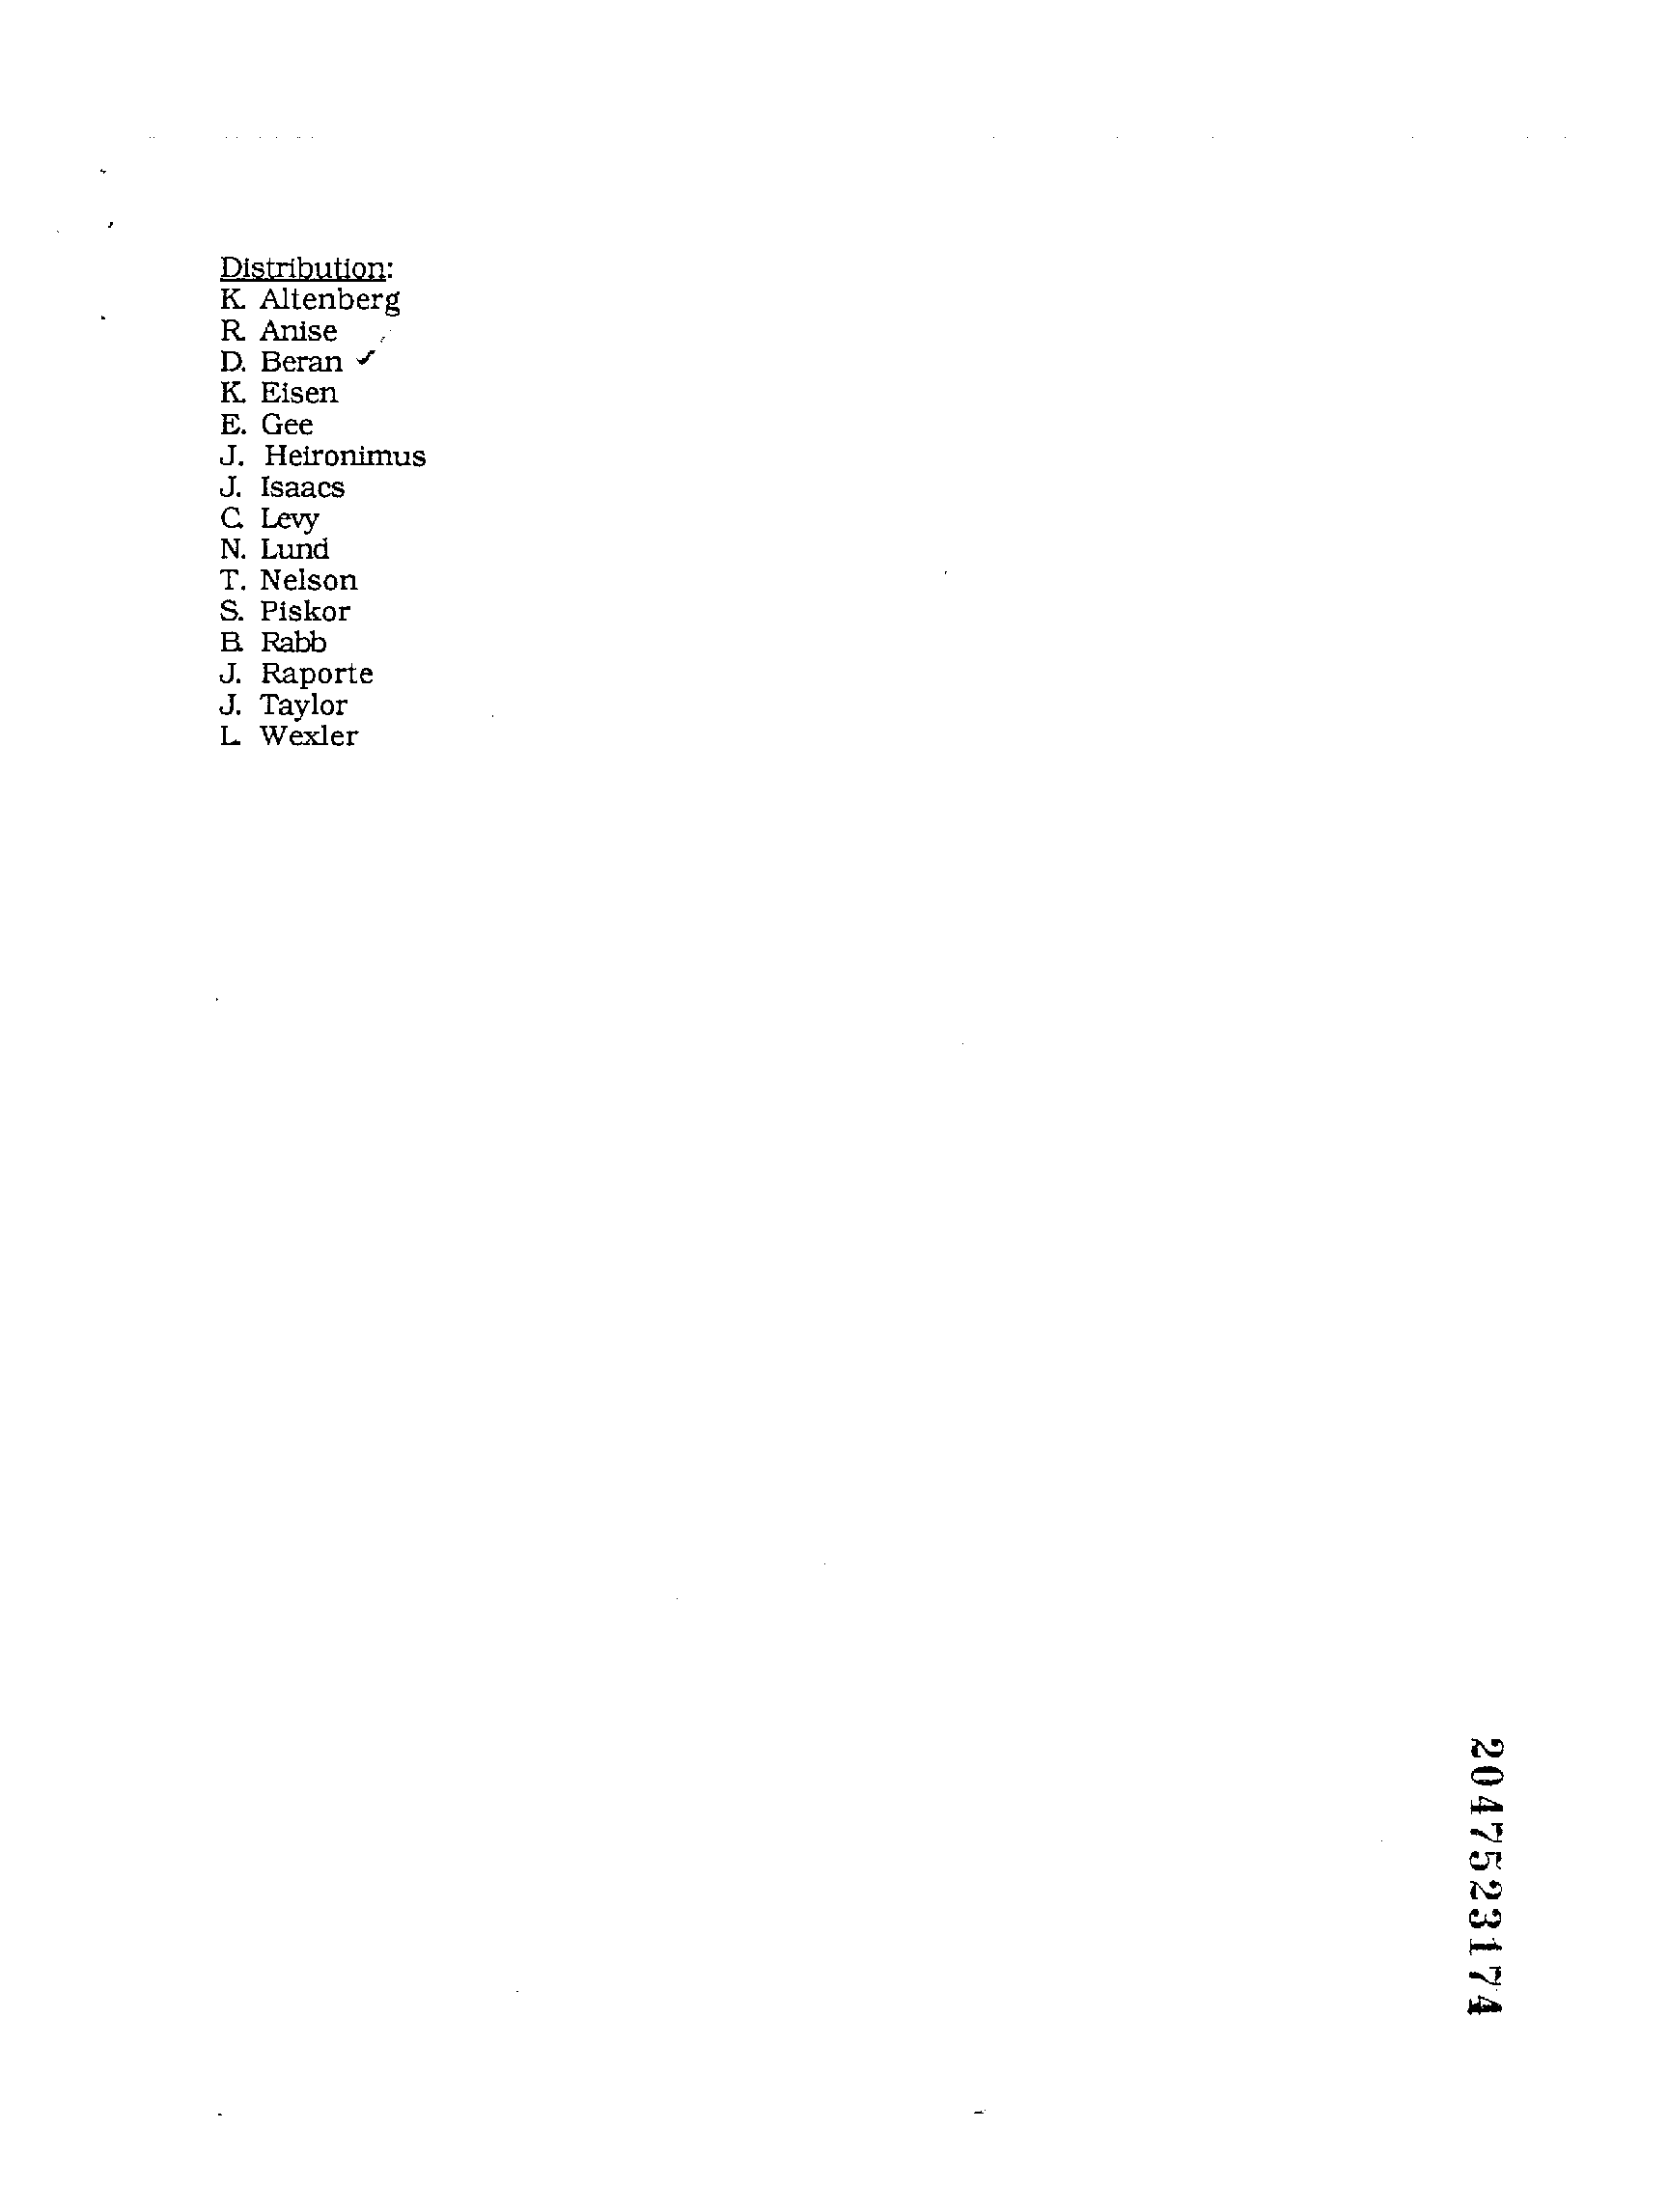 Distribution:
K. Altenberg
R. Anise
D. Beran ✓
K. Eisen
E. Gee
J. Heironimus
J. Isaacs
C. Levy
N. Lund
T. Nelson
S. Piskor
B. Rabb
J. Raporte
J. Taylor
L. Wexler
2047523174